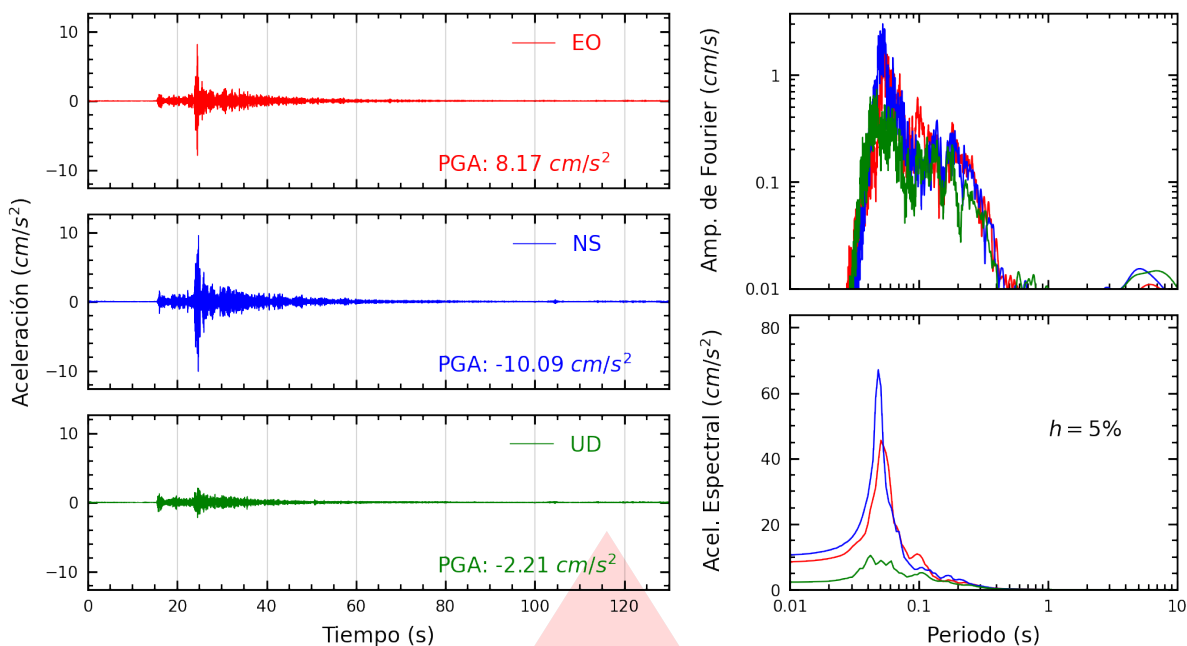 Aceleración (cm/s²)
10
0
−10
EO
PGA: 8.17 cm/s²
10
0
−10
NS
PGA: -10.09 cm/s²
10
0
−10
UD
PGA: -2.21 cm/s²
0 20 40 60 80 100 120
Tiempo (s)
Amp. de Fourier (cm/s)
1
0.1
0.01
Acel. Espectral (cm/s²)
80
60
40
20
0
h = 5%
0.01 0.1 1 10
Periodo (s)